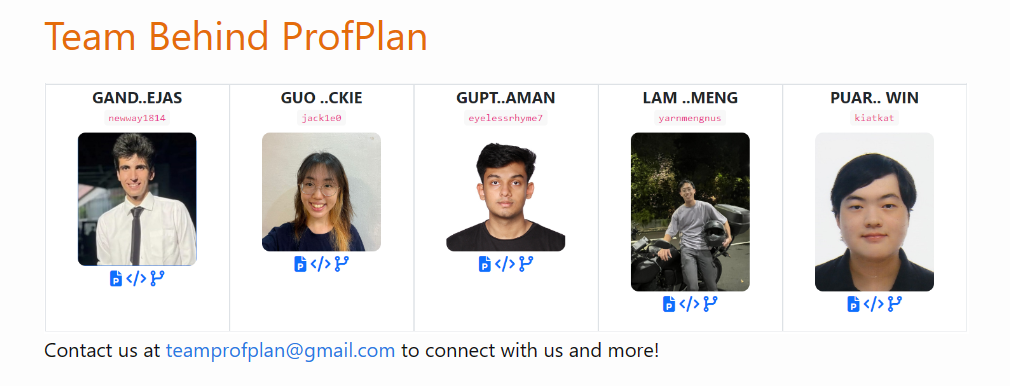 Team Behind ProfPlan
GAND..EJAS
newway1814
GUO ..CKIE
jack1e0
GUPT..AMAN
eyelessrhyme7
LAM ..MENG
yarnmengnus
PUAR.. WIN
kiatkat
Contact us at teamprofplan@gmail.com to connect with us and more!